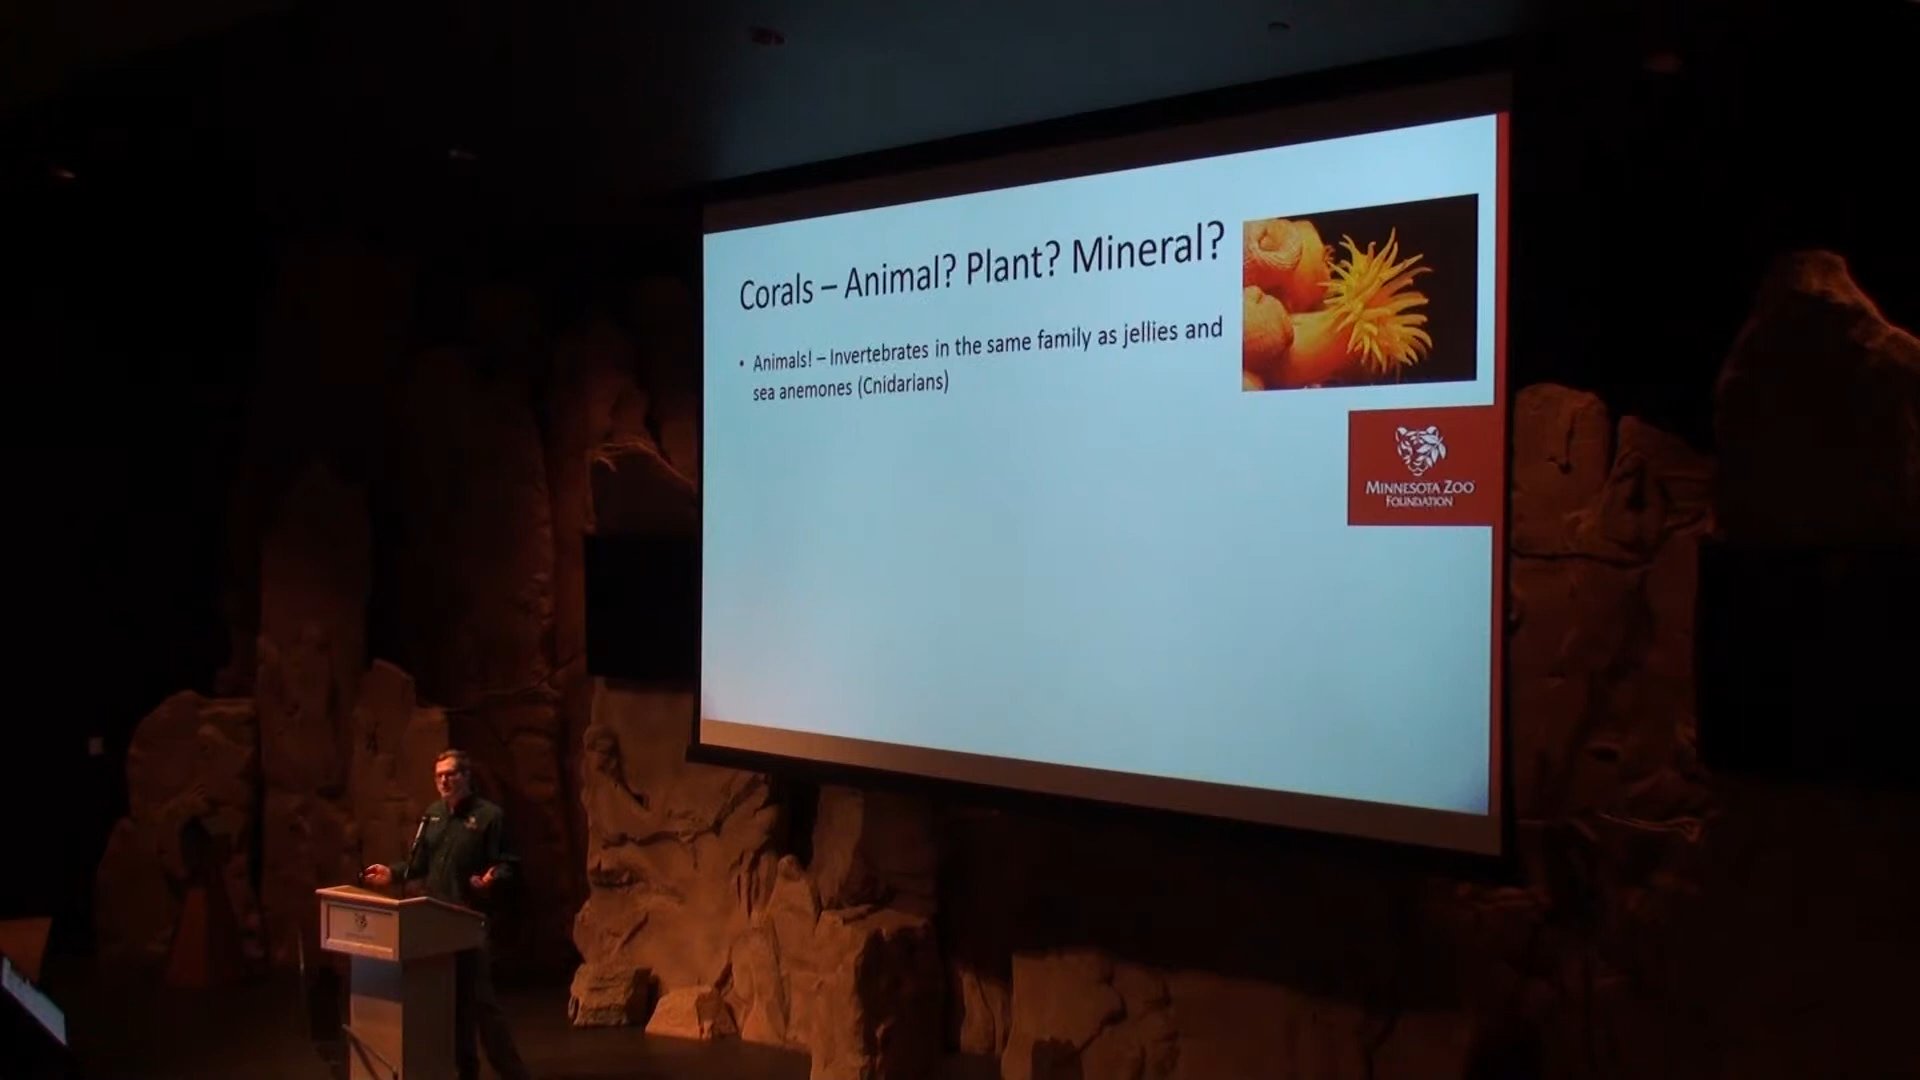 Corals – Animal? Plant? Mineral?
• Animals! – Invertebrates in the same family as jellies and
sea anemones (Cnidarians)
MINNESOTA ZOO
FOUNDATION